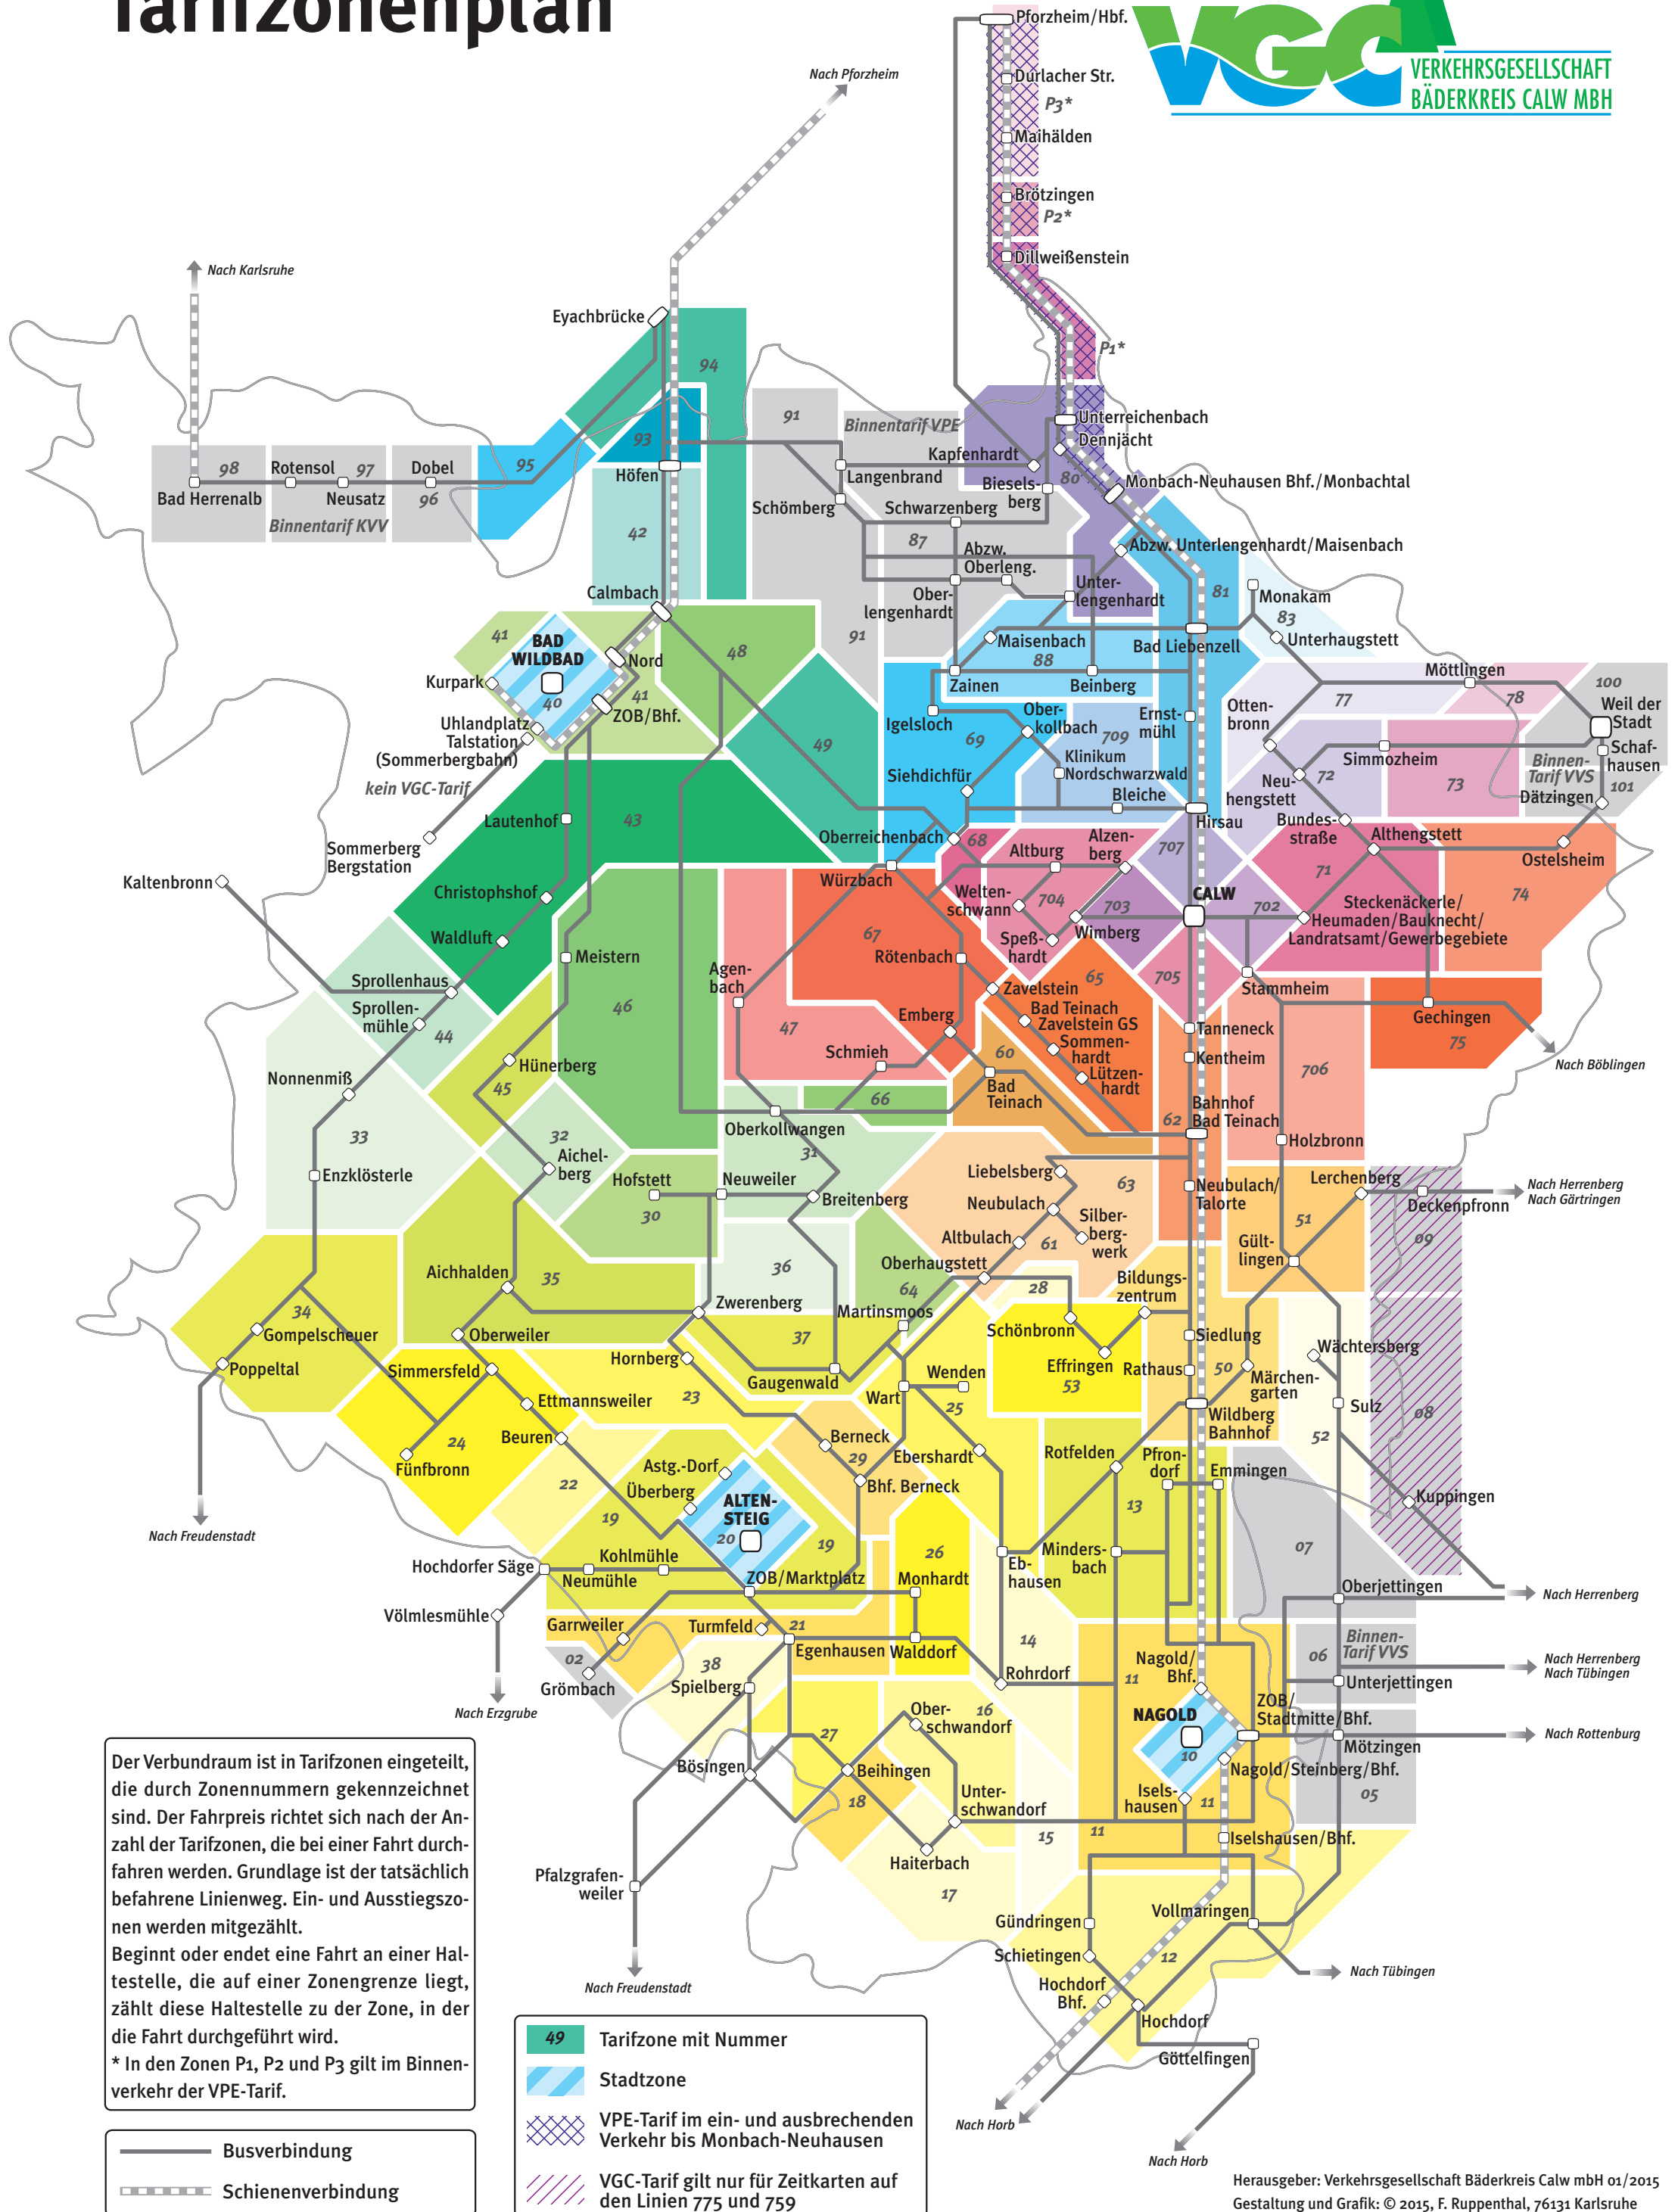 Tarifzonenplan
VGC
VERKEHRSGESELLSCHAFT
BÄDERKREIS CALW MBH
Pforzheim/Hbf.
Durlacher Str.
P3*
Maihälden
Brötzingen
P2*
Dillweißenstein
P1*
Nach Pforzheim
Nach Karlsruhe
Eyachbrücke
94
93
95
98
Rotensol
97
Dobel
Bad Herrenalb
Neusatz
96
Binnentarif KVV
Höfen
42
Calmbach
91
Binnentarif VPE
Unterreichenbach
Dennjächt
Kapfenhardt
80
Langenbrand
Biesels-
berg
Monbach-Neuhausen Bhf./Monbachtal
Schömberg
Schwarzenberg
87
Abzw.
Oberleng.
Abzw. Unterlengenhardt/Maisenbach
Ober-
lengenhardt
Unter-
lengenhardt
81
Monakam
83
Unterhaugstett
91
Maisenbach
88
Bad Liebenzell
Zainen
Beinberg
41
BAD
WILDBAD
Nord
48
Kurpark
40
41
ZOB/Bhf.
Uhlandplatz
Talstation
(Sommerbergbahn)
kein VGC-Tarif
49
Igelsloch
Ober-
kollbach
709
Ernst-
mühl
69
Klinikum
Nordschwarzwald
Siehdichfür
Bleiche
Hirsau
Otten-
bronn
77
Möttlingen
78
100
Weil der
Stadt
Schaf-
hausen
Simmozheim
Binnen-
Tarif VVS
101
Neu-
hengstett
72
73
Dätzingen
Bundes-
straße
Althengstett
Ostelsheim
Lautenhof
43
Sommerberg
Bergstation
Kaltenbronn
Christophshof
Waldluft
Oberreichenbach
68
Würzbach
Altburg
Alzen-
berg
707
Welten-
schwann
704
703
CALW
702
71
Steckenäckerle/
Heumaden/Bauknecht/
Landratsamt/Gewerbegebiete
74
Wimberg
Speß-
hardt
67
Rötenbach
Meistern
Agen-
bach
46
Sprollenhaus
Sprollen-
mühle
44
Zavelstein
65
Bad Teinach
Zavelstein GS
Sommen-
hardt
Lützen-
hardt
705
Stammheim
Gechingen
75
Nach Böblingen
Tanneck
Kentheim
706
47
Emberg
Schmieh
60
Bad
Teinach
66
Bahnhof
Bad Teinach
62
Holzbronn
Hünerberg
45
Nonnenmiß
33
32
Aichel-
berg
Oberkollwangen
31
Enzklösterle
Hofstett
30
Neuweiler
Breitenberg
Liebelsberg
63
Neubulach
Silber-
berg-
werk
Altbulach
61
Neubulach/
Talorte
Lerchenberg
Deckenpfronn
Nach Herrenberg
Nach Gärtringen
51
09
Gült-
lingen
36
Oberhaugstett
64
28
Bildungs-
zentrum
Aichhalden
35
Zwerenberg
Martinsmoos
34
Gompelscheuer
Poppeltal
Oberweiler
37
Schönbronn
Siedlung
Wächtersberg
Simmersfeld
Hornberg
Gaugenwald
Wenden
Effringen
53
Rathaus
50
Märchen-
garten
Ettmannsweiler
23
Wart
25
Wildberg
Bahnhof
Sulz
08
52
24
Beuren
Fünfbronn
Berneck
29
Ebershardt
Rotfelden
Pfron-
dorf
Emmingen
22
Astg.-Dorf
Überberg
Bhf. Berneck
13
Kuppingen
Nach Freudenstadt
19
ALTEN-
STEIG
20
19
26
Minders-
bach
07
Hochdorfer Säge
Kohlmühle
Neumühle
ZOB/Marktplatz
Monhardt
Eb-
hausen
Oberjettingen
Nach Herrenberg
Völmlesmühle
Garrweiler
Turmfeld
21
Egenhausen
Walddorf
14
Nagold/
Bhf.
06
Binnen-
Tarif VVS
Nach Herrenberg
Nach Tübingen
02
Grömbach
38
Spielberg
Rohrdorf
11
Unterjettingen
Nach Erzgrube
16
Ober-
schwandorf
NAGOLD
ZOB/
Stadtmitte/Bhf.
Nach Rottenburg
Mötzingen
27
10
Bösingen
Beihingen
Nagold/Steinberg/Bhf.
18
Unter-
schwandorf
Isels-
hausen
11
05
15
11
Iselshausen/Bhf.
Haiterbach
17
Pfalzgrafen-
weiler
Gündringen
Vollmaringen
Schietingen
12
Nach Tübingen
Hochdorf
Bhf.
Hochdorf
Göttelfingen
Nach Freudenstadt
Nach Horb
Nach Horb
Der Verbundraum ist in Tarifzonen eingeteilt,
die durch Zonennummern gekennzeichnet
sind. Der Fahrpreis richtet sich nach der An-
zahl der Tarifzonen, die bei einer Fahrt durch-
fahren werden. Grundlage ist der tatsächlich
befahrene Linienweg. Ein- und Ausstiegszo-
nen werden mitgezählt.
Beginnt oder endet eine Fahrt an einer Hal-
testelle, die auf einer Zonengrenze liegt,
zählt diese Haltestelle zu der Zone, in der
die Fahrt durchgeführt wird.
* In den Zonen P1, P2 und P3 gilt im Binnen-
verkehr der VPE-Tarif.
Busverbindung
Schienenverbindung
49
Tarifzone mit Nummer
Stadtzone
VPE-Tarif im ein- und ausbrechenden
Verkehr bis Monbach-Neuhausen
VGC-Tarif gilt nur für Zeitkarten auf
den Linien 775 und 759
Herausgeber: Verkehrsgesellschaft Bäderkreis Calw mbH 01/2015
Gestaltung und Grafik: © 2015, F. Ruppenthal, 76131 Karlsruhe